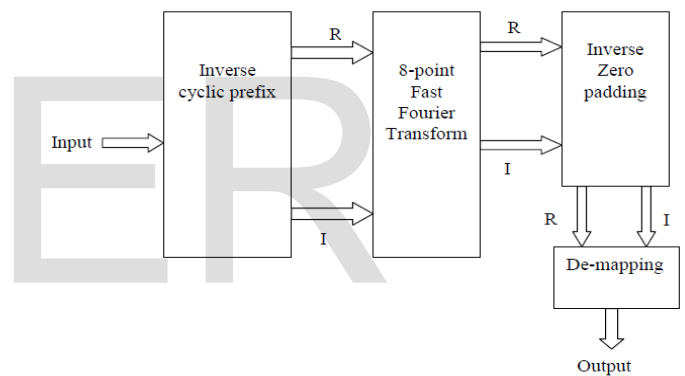 R
R
Inverse
cyclic prefix
8-point
Fast
Fourier
Transform
Inverse
Zero
padding
Input
I
I
R
I
De-mapping
Output
ER